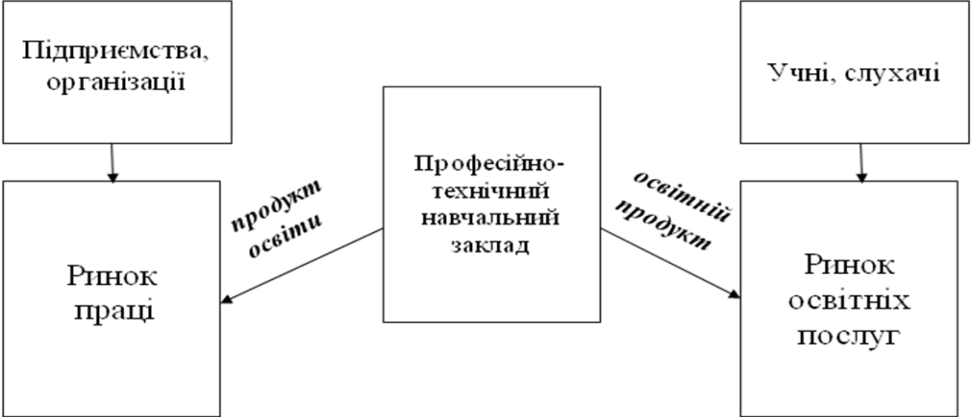 Підприємства,
організації
Учні, слухачі
Професійно-
технічний
навчальний
заклад
продукт
освіти
освітній
продукт
Ринок
праці
Ринок
освітніх
послуг